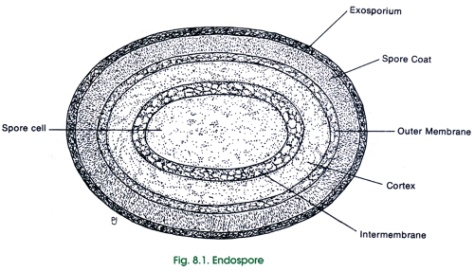 Exosporium
Spore Coat
Spore cell
Outer Membrane
Cortex
Intermembrane
Fig. 8.1. Endospore